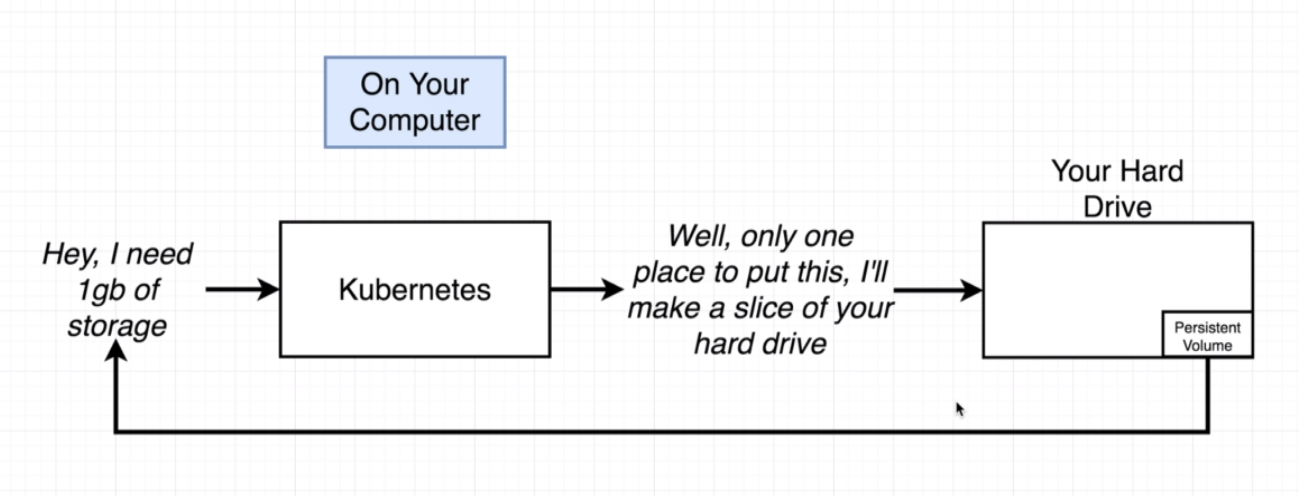 On Your
Computer
Your Hard
Drive
Hey, I need
1gb of
storage
Kubernetes
Well, only one
place to put this, I'll
make a slice of your
hard drive
Persistent
Volume